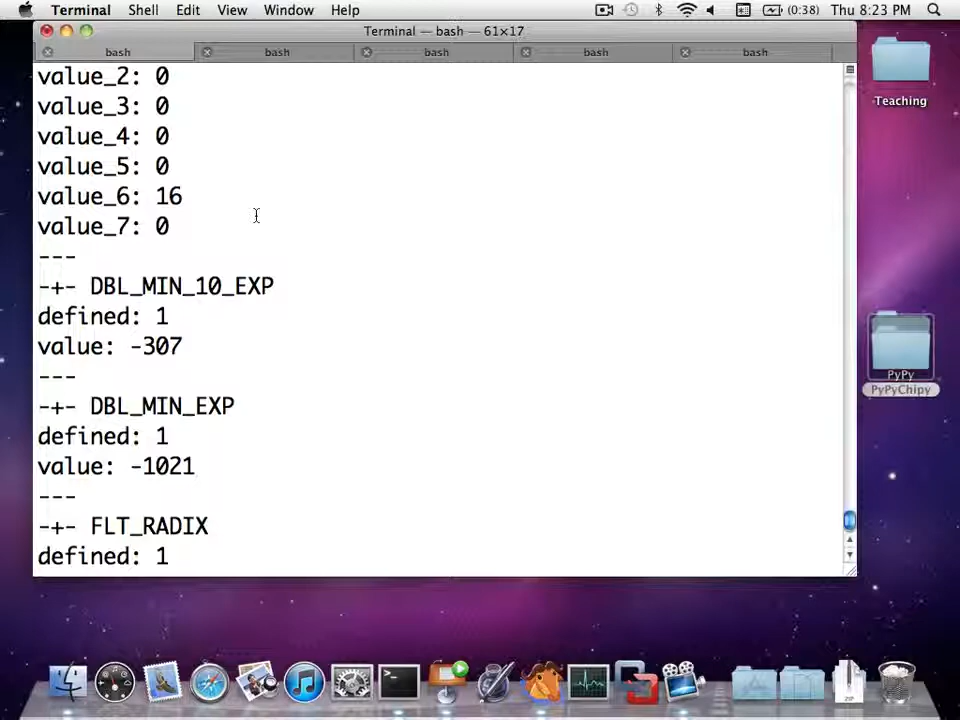 Terminal Shell Edit View Window Help (0:38) Thu 8:23 PM
Terminal — bash — 61×17
bash bash bash bash bash
value_2: 0
value_3: 0
value_4: 0
value_5: 0
value_6: 16
value_7: 0
---
-+- DBL_MIN_10_EXP
defined: 1
value: -307
---
-+- DBL_MIN_EXP
defined: 1
value: -1021
---
-+- FLT_RADIX
defined: 1
Teaching
PyPy
PyPyChipy